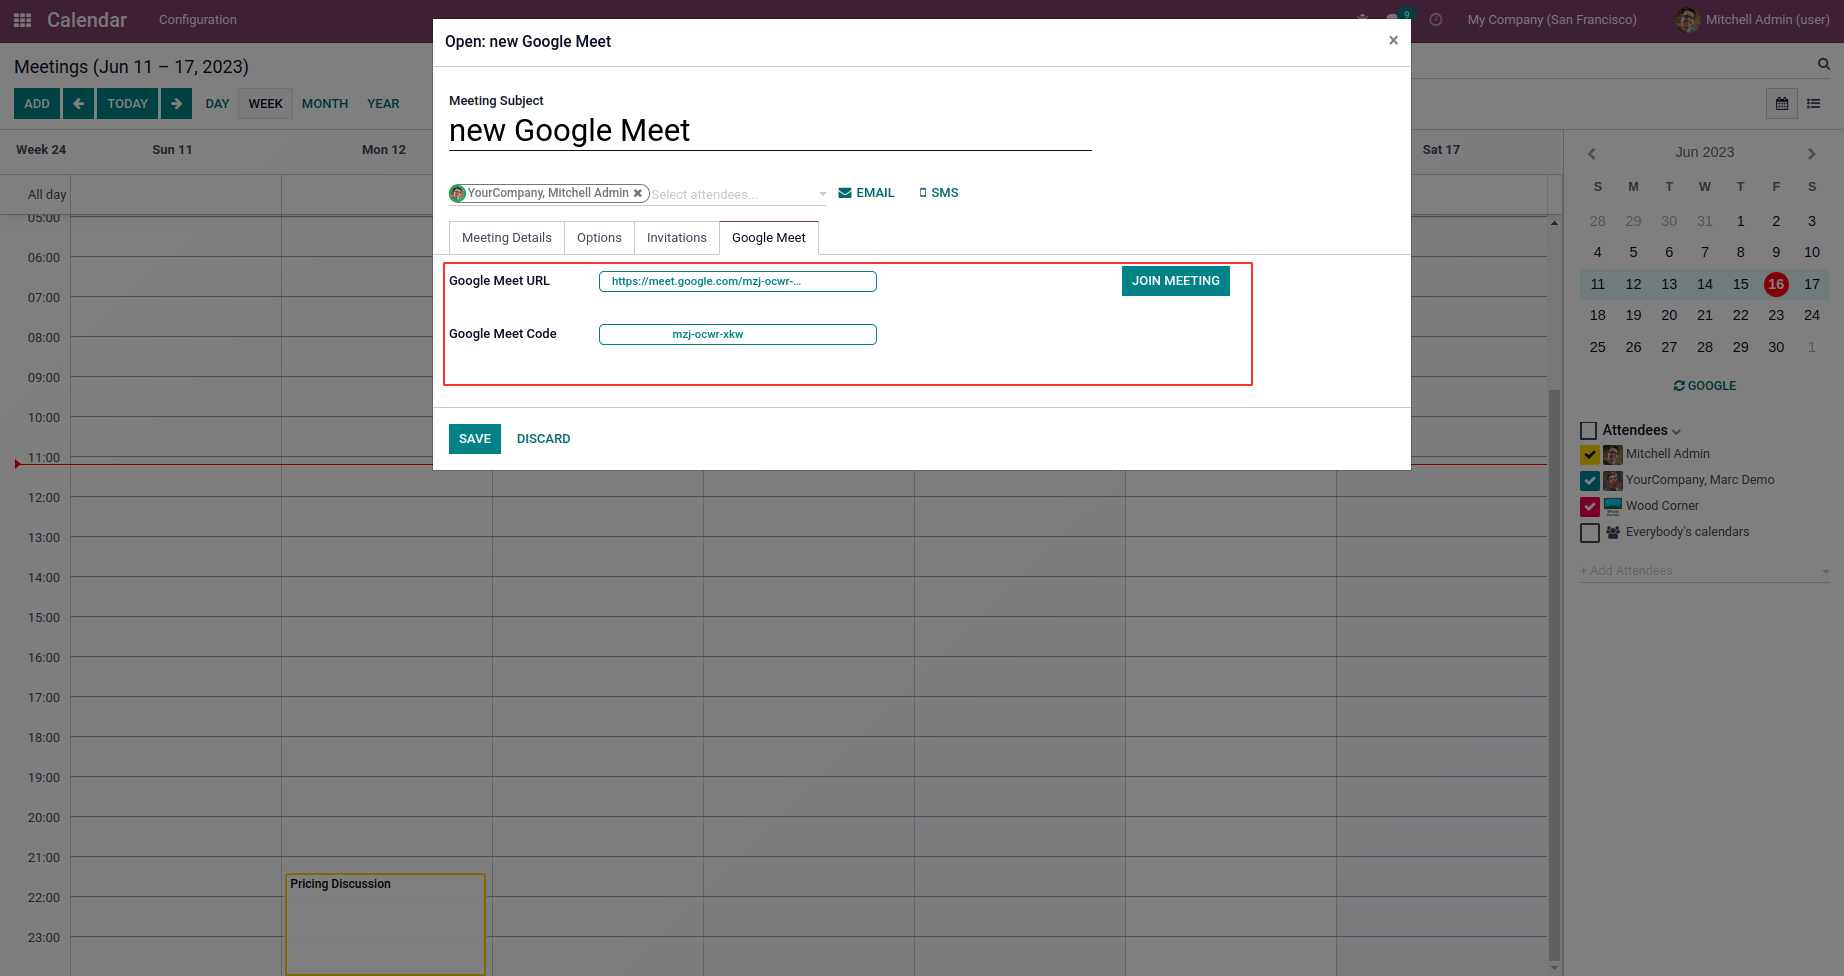 Calendar
Configuration
9
My Company (San Francisco)
Mitchell Admin (user)
Meetings (Jun 11 – 17, 2023)
ADD
TODAY
DAY
WEEK
MONTH
YEAR
Week 24
Sun 11
Mon 12
Sat 17
All day
05:00
06:00
07:00
08:00
09:00
10:00
11:00
12:00
13:00
14:00
15:00
16:00
17:00
18:00
19:00
20:00
21:00
22:00
23:00
Pricing Discussion
Open: new Google Meet
×
Meeting Subject
new Google Meet
YourCompany, Mitchell Admin
Select attendees...
EMAIL
SMS
Meeting Details
Options
Invitations
Google Meet
Google Meet URL
https://meet.google.com/mzj-ocwr-...
JOIN MEETING
Google Meet Code
mzj-ocwr-xkw
SAVE
DISCARD
Jun 2023
S M T W T F S
28 29 30 31 1 2 3
4 5 6 7 8 9 10
11 12 13 14 15 16 17
18 19 20 21 22 23 24
25 26 27 28 29 30 1
GOOGLE
Attendees
Mitchell Admin
YourCompany, Marc Demo
Wood Corner
Everybody's calendars
+ Add Attendees